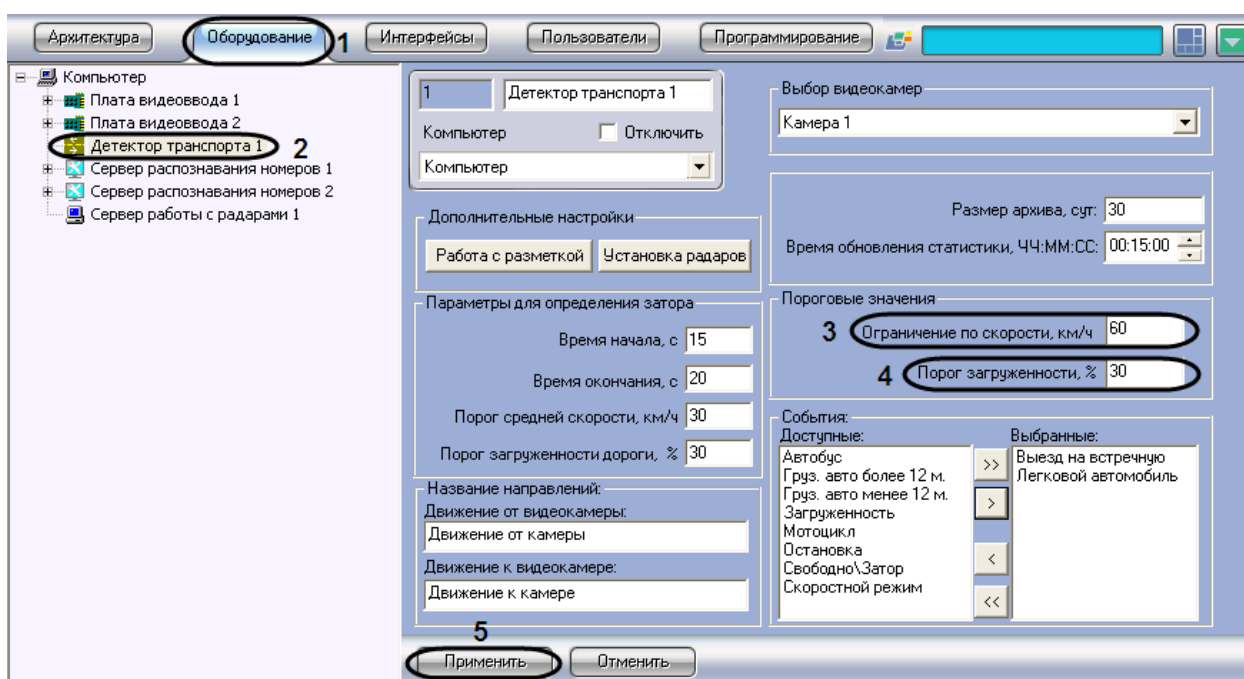 Архитектура Оборудование 1 Интерфейсы Пользователи Программирование
Компьютер
Плата видеоввода 1
Плата видеоввода 2
Детектор транспорта 1 2
Сервер распознавания номеров 1
Сервер распознавания номеров 2
Сервер работы с радарами 1
1 Детектор транспорта 1
Компьютер Отключить
Компьютер
Дополнительные настройки
Работа с разметкой Установка радаров
Параметры для определения затора
Время начала, с 15
Время окончания, с 20
Порог средней скорости, км/ч 30
Порог загруженности дороги, % 30
Название направлений:
Движение от видеокамеры:
Движение от камеры
Движение к видеокамере:
Движение к камере
Выбор видеокамер
Камера 1
Размер архива, сут: 30
Время обновления статистики, ЧЧ:ММ:СС: 00:15:00
Пороговые значения
3 Ограничение по скорости, км/ч 60
4 Порог загруженности, % 30
События:
Доступные:
Автобус
Груз. авто более 12 м.
Груз. авто менее 12 м.
Загруженность
Мотоцикл
Остановка
Свободно\Затор
Скоростной режим
>>
>
<
<<
Выбранные:
Выезд на встречную
Легковой автомобиль
5
Применить Отменить